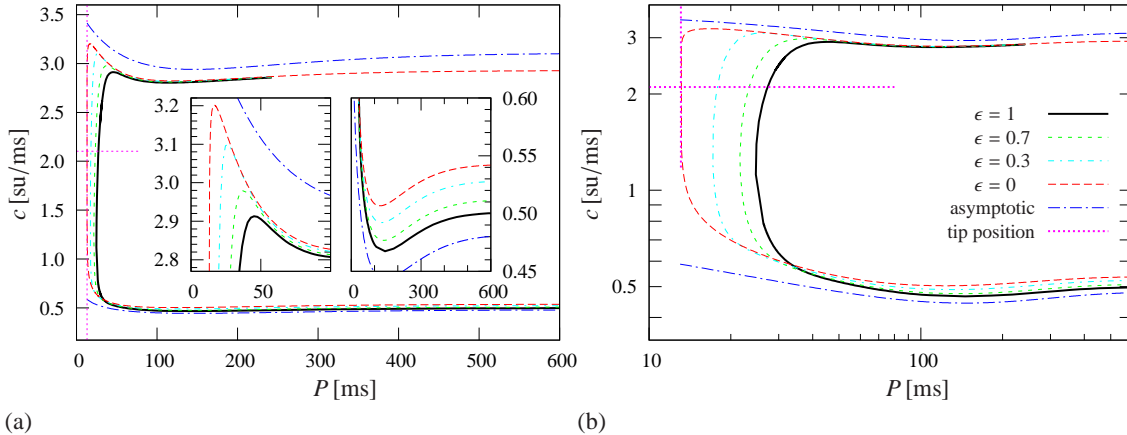 3.5
3.0
2.5
2.0
1.5
1.0
0.5
c [su/ms]
0
100
200
300
400
500
600
P [ms]
3.2
3.1
3.0
2.9
2.8
0
50
0.60
0.55
0.50
0.45
0
300
600
(a)
3
2
1
0.5
c [su/ms]
10
100
P [ms]
ϵ = 1
ϵ = 0.7
ϵ = 0.3
ϵ = 0
asymptotic
tip position
(b)